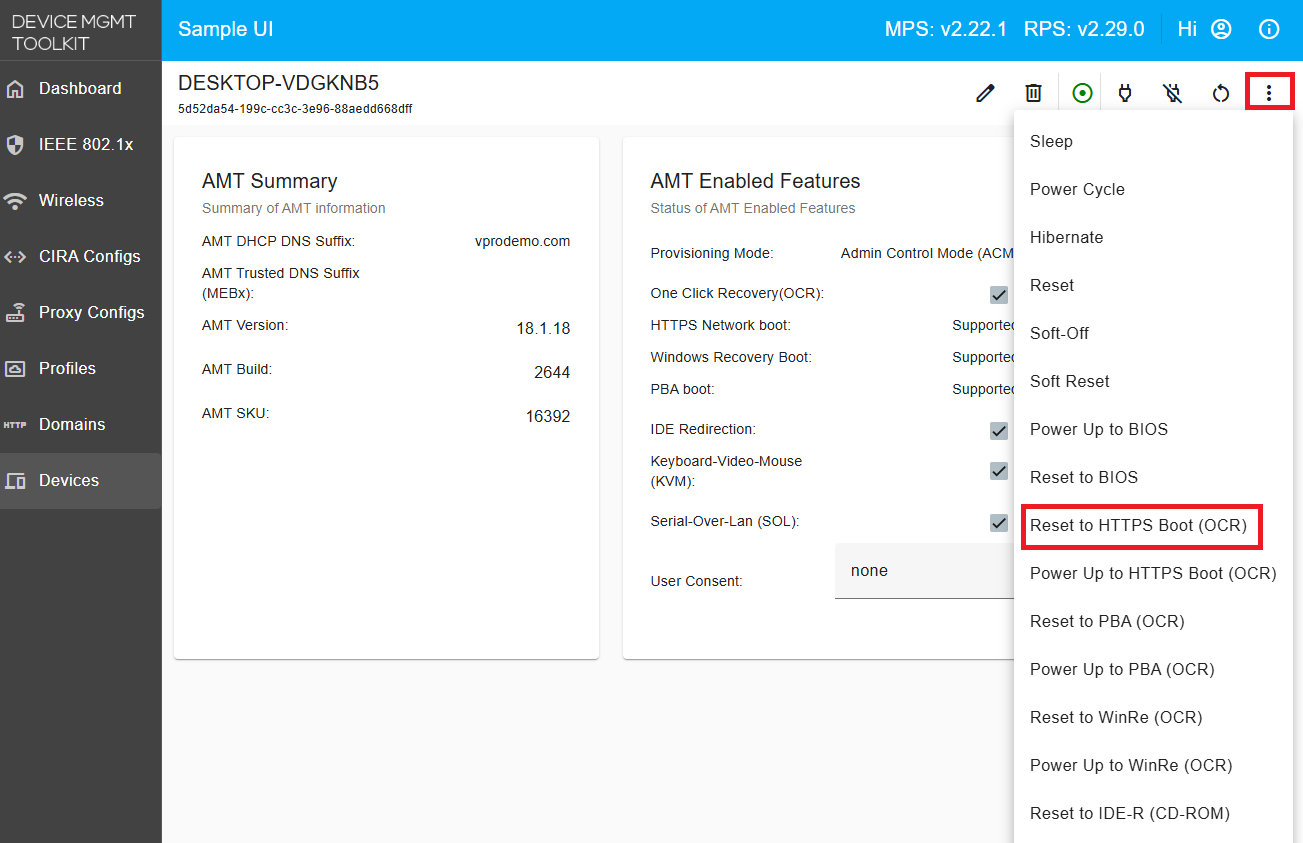 DEVICE MGMT
TOOLKIT
Sample UI
MPS: v2.22.1 RPS: v2.29.0 Hi
Dashboard
IEEE 802.1x
Wireless
CIRA Configs
Proxy Configs
Profiles
HTTP Domains
Devices
DESKTOP-VDGKNB5
5d52da54-199c-cc3c-3e96-88aedd668dff
AMT Summary
Summary of AMT information
AMT DHCP DNS Suffix: vprodemo.com
AMT Trusted DNS Suffix
(MEBx):
AMT Version: 18.1.18
AMT Build: 2644
AMT SKU: 16392
AMT Enabled Features
Status of AMT Enabled Features
Provisioning Mode: Admin Control Mode (ACM
One Click Recovery(OCR):
HTTPS Network boot: Supported
Windows Recovery Boot: Supported
PBA boot: Supported
IDE Redirection:
Keyboard-Video-Mouse
(KVM):
Serial-Over-Lan (SOL):
User Consent: none
Sleep
Power Cycle
Hibernate
Reset
Soft-Off
Soft Reset
Power Up to BIOS
Reset to BIOS
Reset to HTTPS Boot (OCR)
Power Up to HTTPS Boot (OCR)
Reset to PBA (OCR)
Power Up to PBA (OCR)
Reset to WinRe (OCR)
Power Up to WinRe (OCR)
Reset to IDE-R (CD-ROM)